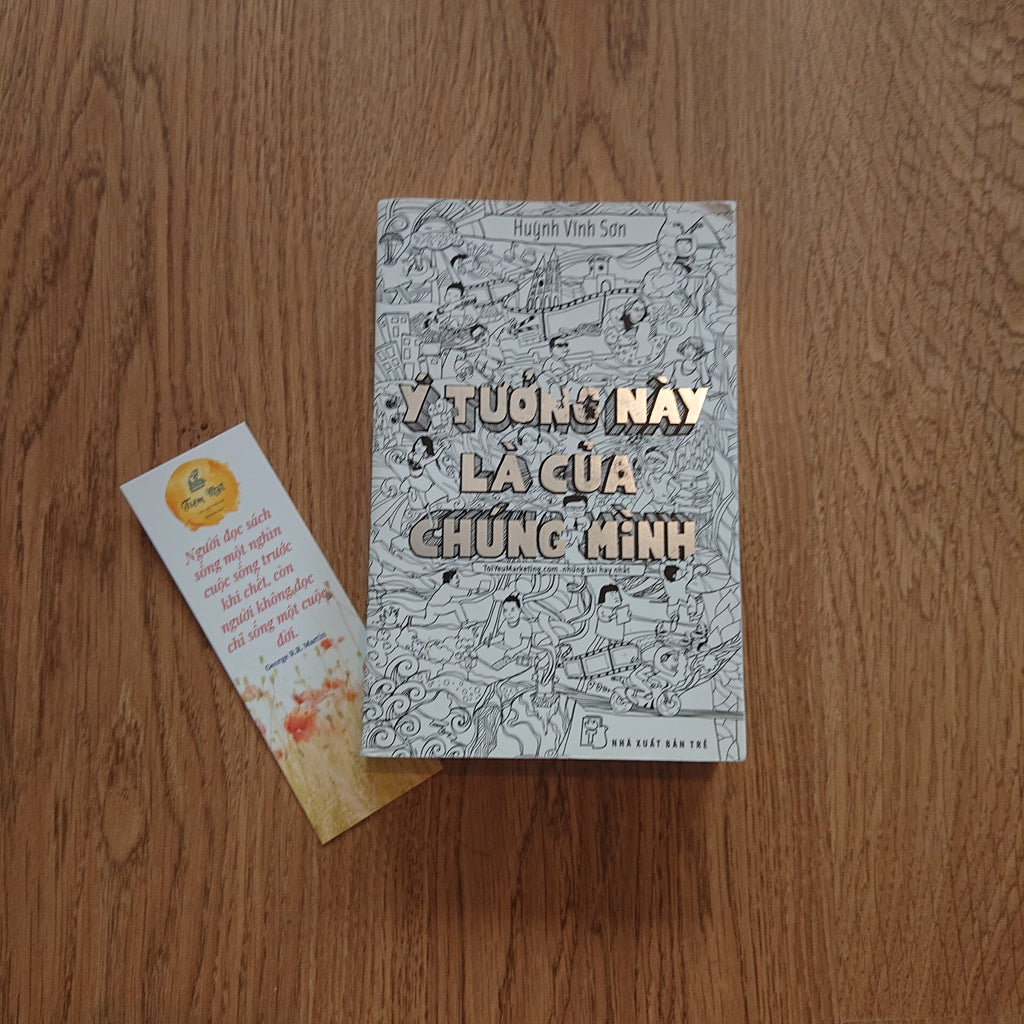 Huỳnh Vĩnh Sơn
Ý TƯỞNG NÀY
LÀ CỦA
CHÚNG MÌNH
ToiYeuMarketing.com - những bài hay nhất
NHÀ XUẤT BẢN TRẺ
Tiệm Mọt
Người đọc sách
sống một nghìn
cuộc sống trước
khi chết, còn
người không đọc
chỉ sống một cuộc
đời.
George R.R. Martin